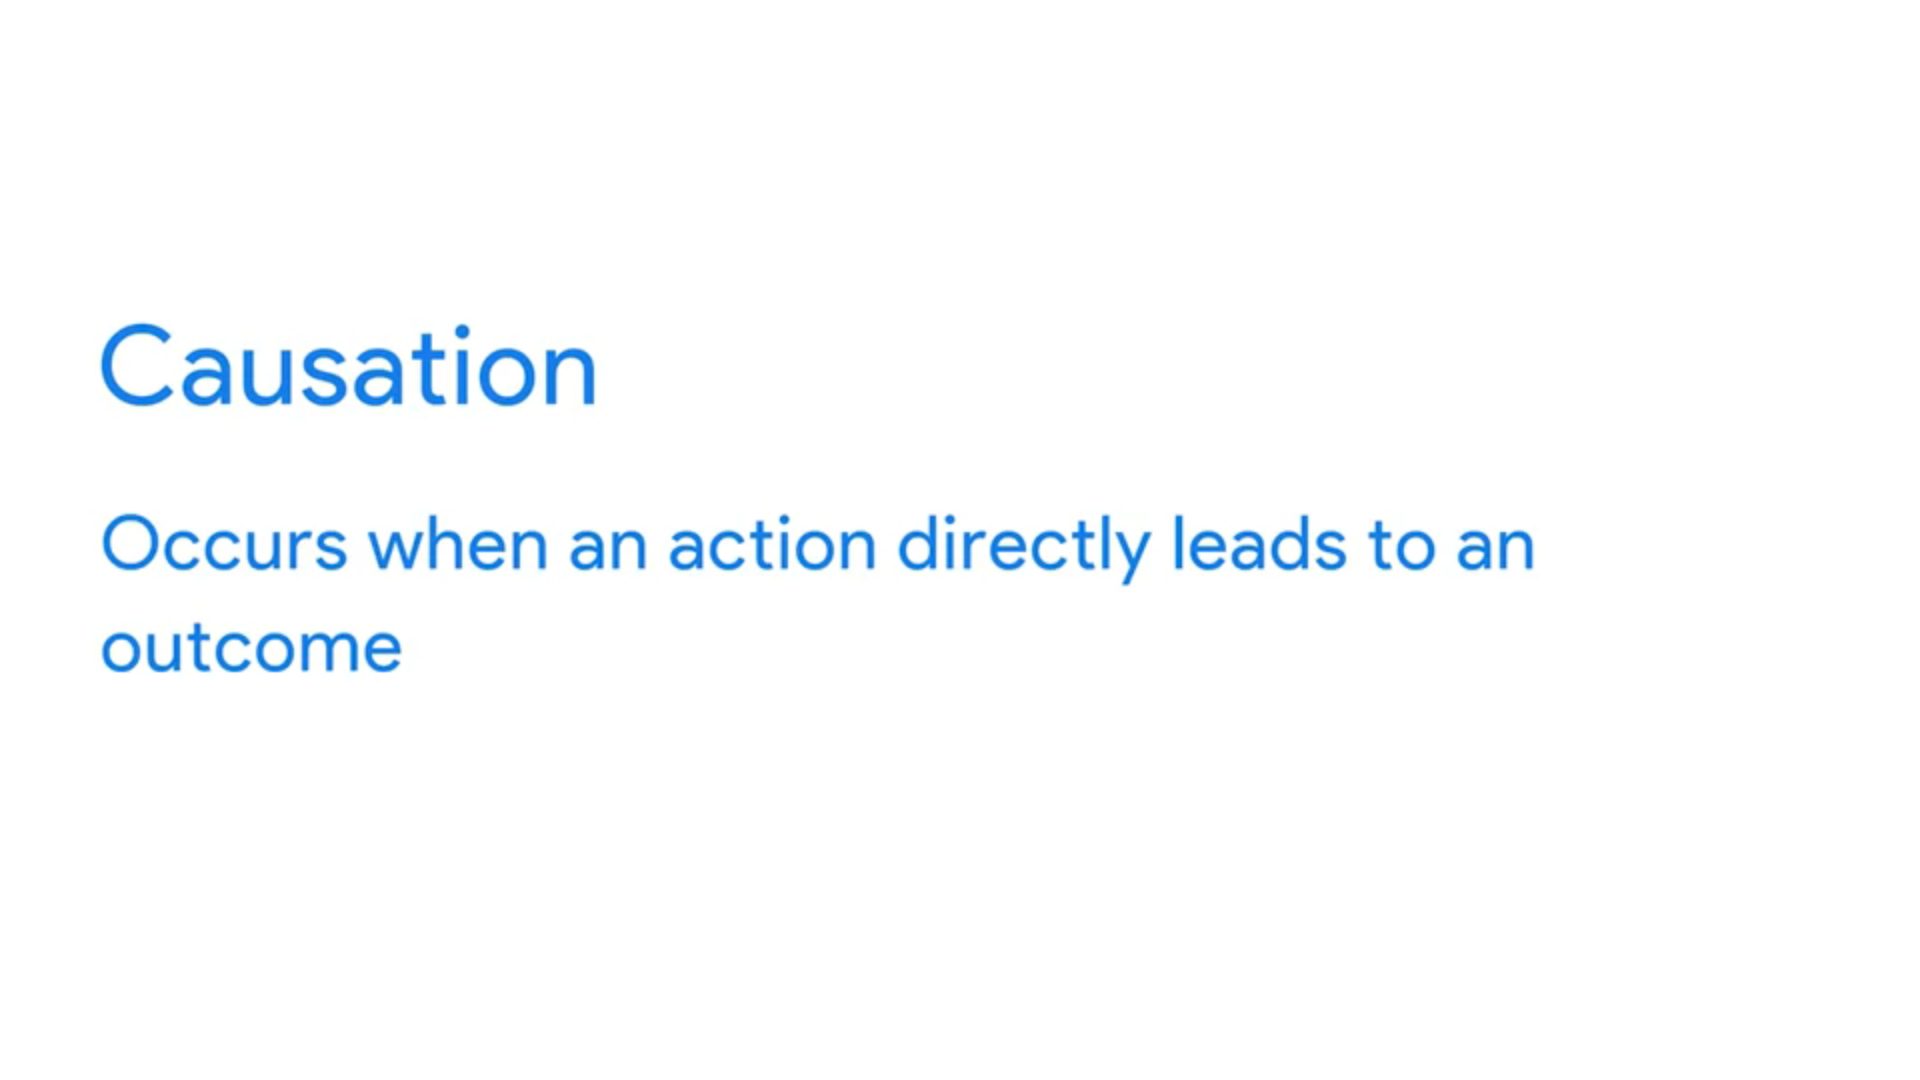 Causation
Occurs when an action directly leads to an
outcome